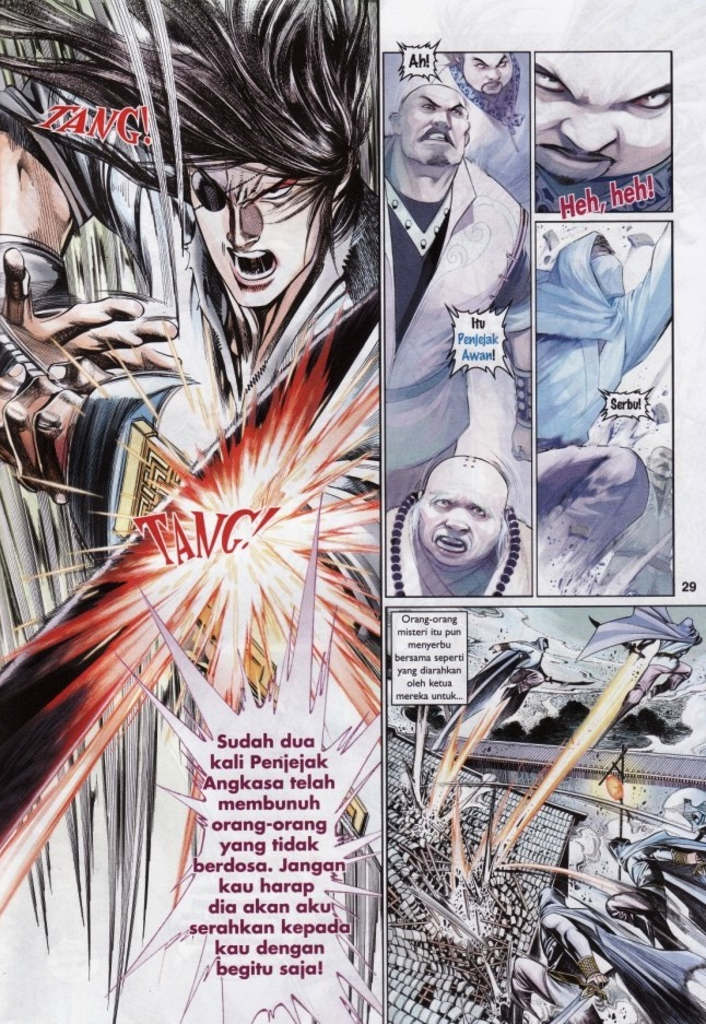 TANG!
TANG!
Sudah dua
kali Penjejak
Angkasa telah
membunuh
orang-orang
yang tidak
berdosa. Jangan
kau harap
dia akan aku
serahkan kepada
kau dengan
begitu saja!
Ah!
Itu
Penjejak
Awan!
Heh, heh!
Serbu!
29
Orang-orang
misteri itu pun
menyerbu
bersama seperti
yang diarahkan
oleh ketua
mereka untuk...